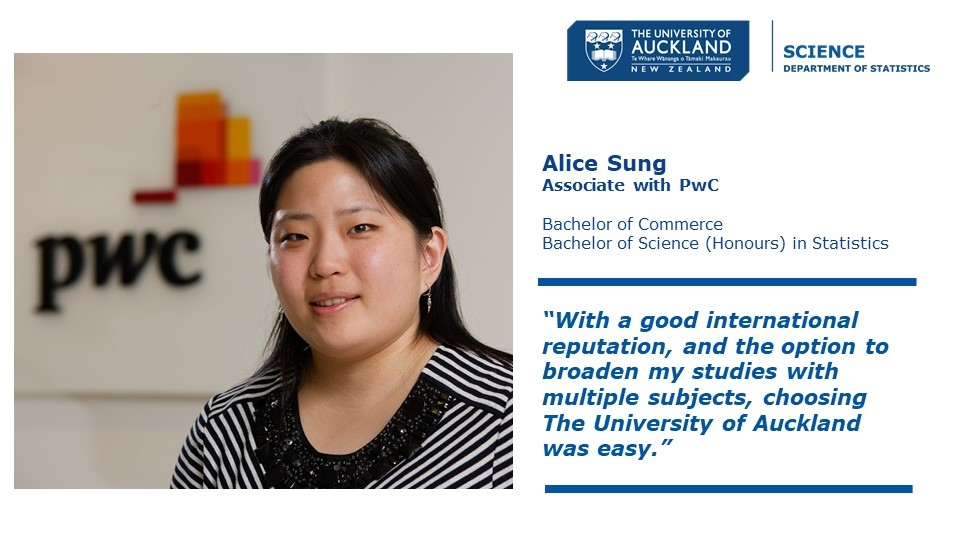 pwc
THE UNIVERSITY OF
AUCKLAND
Te Whare Wānanga o Tāmaki Makaurau
NEW ZEALAND
SCIENCE
DEPARTMENT OF STATISTICS
Alice Sung
Associate with PwC
Bachelor of Commerce
Bachelor of Science (Honours) in Statistics
“With a good international
reputation, and the option to
broaden my studies with
multiple subjects, choosing
The University of Auckland
was easy.”